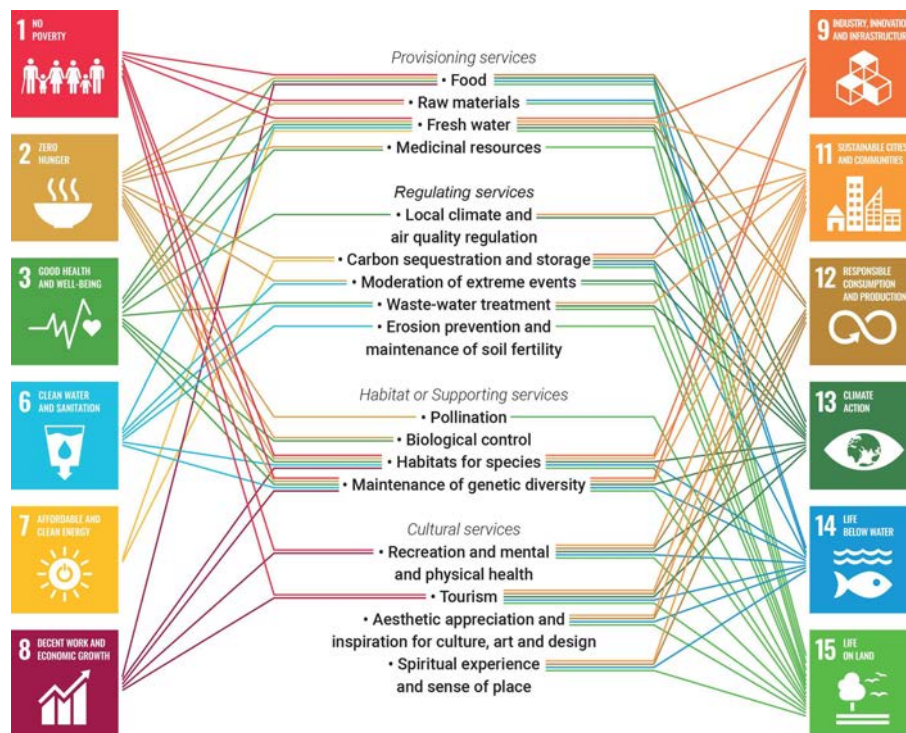 1 NO
POVERTY
2 ZERO
HUNGER
3 GOOD HEALTH
AND WELL-BEING
6 CLEAN WATER
AND SANITATION
7 AFFORDABLE AND
CLEAN ENERGY
8 DECENT WORK AND
ECONOMIC GROWTH
Provisioning services
• Food
• Raw materials
• Fresh water
• Medicinal resources
Regulating services
• Local climate and
air quality regulation
• Carbon sequestration and storage
• Moderation of extreme events
• Waste-water treatment
• Erosion prevention and
maintenance of soil fertility
Habitat or Supporting services
• Pollination
• Biological control
• Habitats for species
• Maintenance of genetic diversity
Cultural services
• Recreation and mental
and physical health
• Tourism
• Aesthetic appreciation and
inspiration for culture, art and design
• Spiritual experience
and sense of place
9 INDUSTRY, INNOVATION
AND INFRASTRUCTURE
11 SUSTAINABLE CITIES
AND COMMUNITIES
12 RESPONSIBLE
CONSUMPTION
AND PRODUCTION
13 CLIMATE
ACTION
14 LIFE
BELOW WATER
15 LIFE
ON LAND